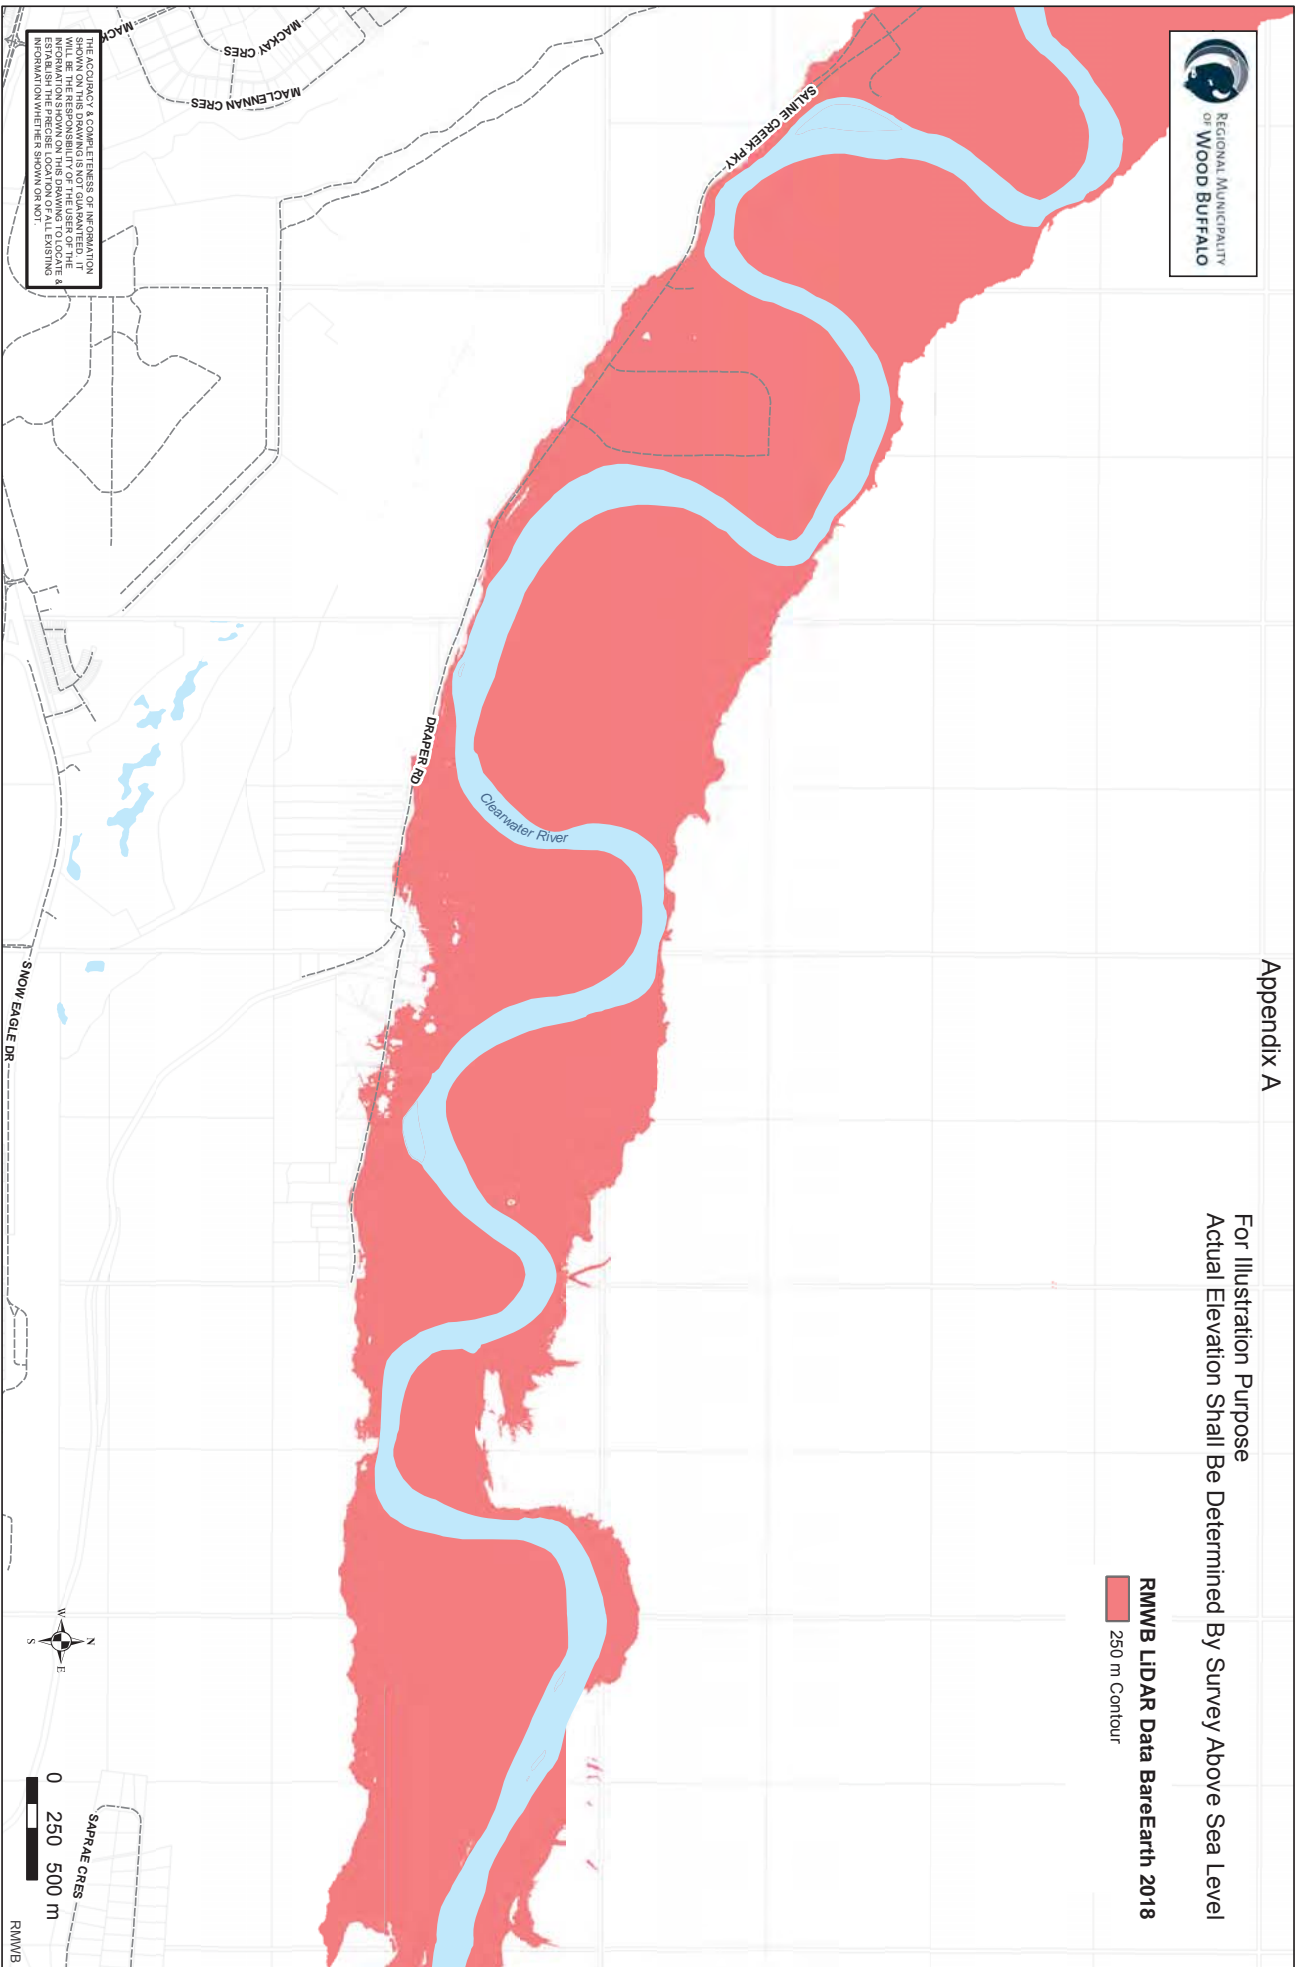 Appendix A
For Illustration Purpose
Actual Elevation Shall Be Determined By Survey Above Sea Level
REGIONAL MUNICIPALITY
OF WOOD BUFFALO
RMWB LiDAR Data BareEarth 2018
250 m Contour
SALINE CREEK PKY
DRAPER RD
Clearwater River
MACKAY CRES
MACK
MACLENNAN CRES
THE ACCURACY & COMPLETENESS OF INFORMATION
SHOWN ON THIS DRAWING IS NOT GUARANTEED. IT
WILL BE THE RESPONSIBILITY OF THE USER OF THE
INFORMATION SHOWN ON THIS DRAWING TO LOCATE &
ESTABLISH THE PRECISE LOCATION OF ALL EXISTING
INFORMATION WHETHER SHOWN OR NOT.
SNOW EAGLE DR
N
W
E
S
SAPRAE CRES
0 250 500 m
RMWB